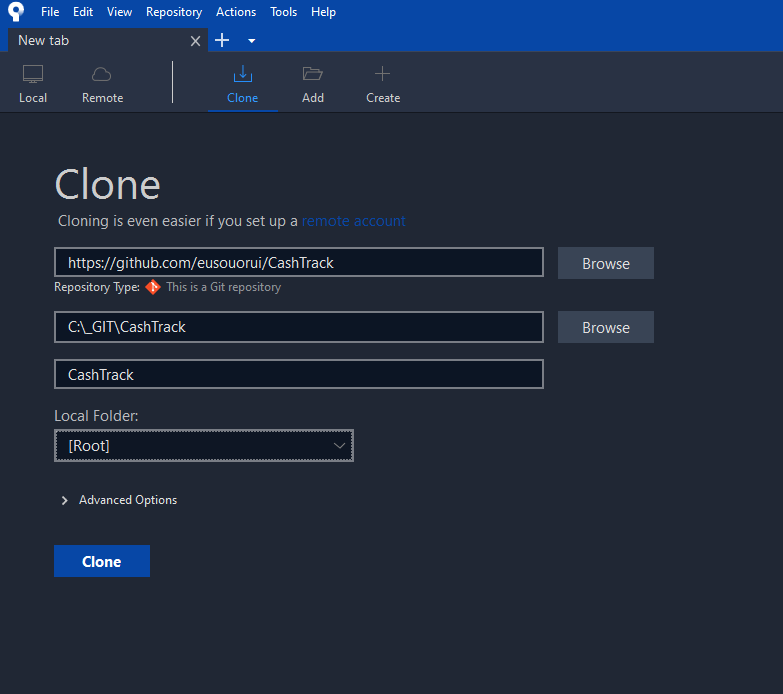 File Edit View Repository Actions Tools Help
New tab
Local Remote Clone Add Create
Clone
Cloning is even easier if you set up a remote account
https://github.com/eusouorui/CashTrack Browse
Repository Type: This is a Git repository
C:\_GIT\CashTrack Browse
CashTrack
Local Folder:
[Root]
Advanced Options
Clone